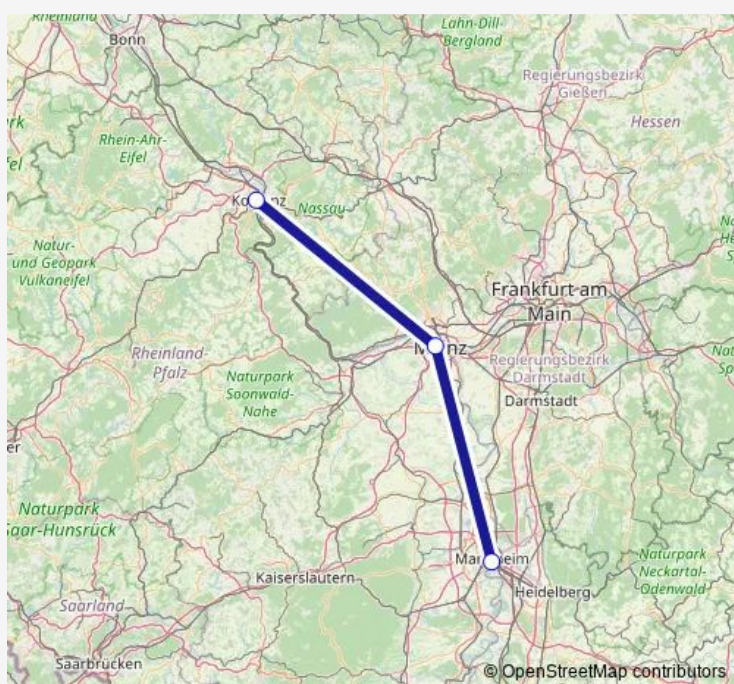 Rheinland
Bonn
Lahn-Dill-
Bergland
Regierungsbezirk
Gießen
Hessen
Rhein-Ahr-
Eifel
Nassau
Natur-
und Geopark
Vulkaneifel
Frankfurt am
Main
Rheinland-
Pfalz
Regierungsbezirk
Darmstadt
Naturpark
Soonwald-
Nahe
Darmstadt
Naturpark
Saar-Hunsrück
Kaiserslautern
Heidelberg
Naturpark
Neckartal-
Odenwald
Saarland
Saarbrücken
© OpenStreetMap contributors